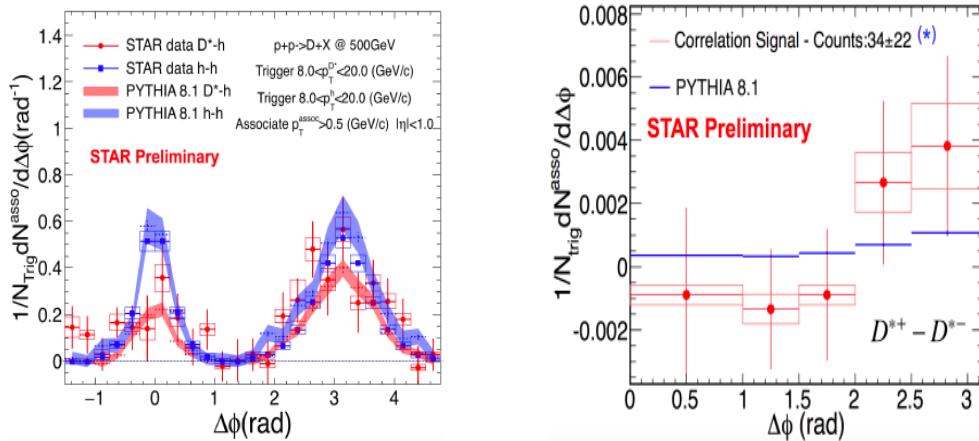 1/N_Trig dN^asso/dΔϕ(rad⁻¹)
1.4
1.2
1
0.8
0.6
0.4
0.2
0
STAR data D*-h
STAR data h-h
PYTHIA 8.1 D*-h
PYTHIA 8.1 h-h
p+p->D+X @ 500GeV
Trigger 8.0<p_T^{D*}<20.0 (GeV/c)
Trigger 8.0<p_T^h<20.0 (GeV/c)
Associate p_T^{assoc}>0.5 (GeV/c) |η|<1.0
STAR Preliminary
−1 0 1 2 3 4
Δϕ(rad)
1/N_trig dN^asso/dΔϕ
0.008
0.006
0.004
0.002
0
-0.002
Correlation Signal - Counts:34±22 (*)
PYTHIA 8.1
STAR Preliminary
D*⁺ − D*⁻
0 0.5 1 1.5 2 2.5 3
Δϕ (rad)